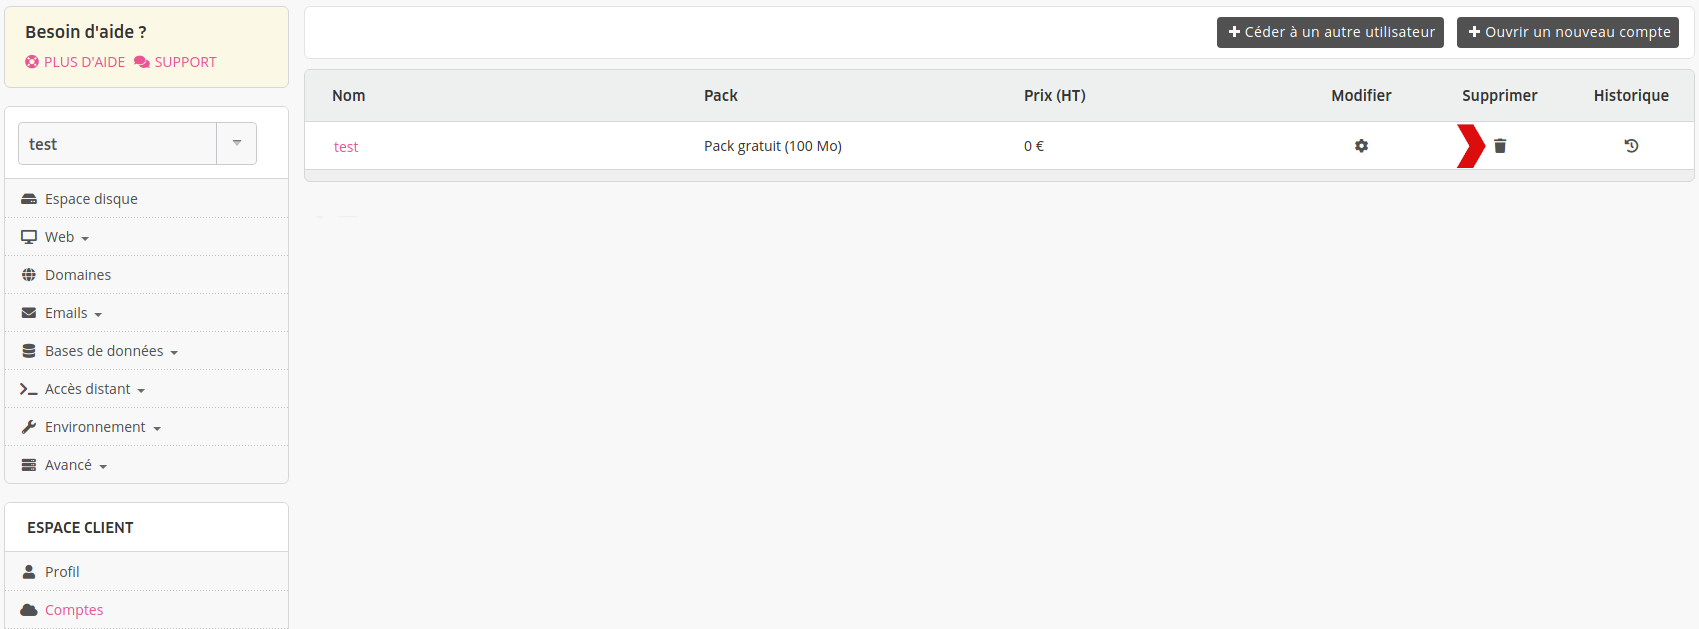 Besoin d'aide ?
PLUS D'AIDE SUPPORT
test
Espace disque
Web
Domaines
Emails
Bases de données
Accès distant
Environnement
Avancé
ESPACE CLIENT
Profil
Comptes
Céder à un autre utilisateur Ouvrir un nouveau compte
Nom Pack Prix (HT) Modifier Supprimer Historique
test Pack gratuit (100 Mo) 0 €